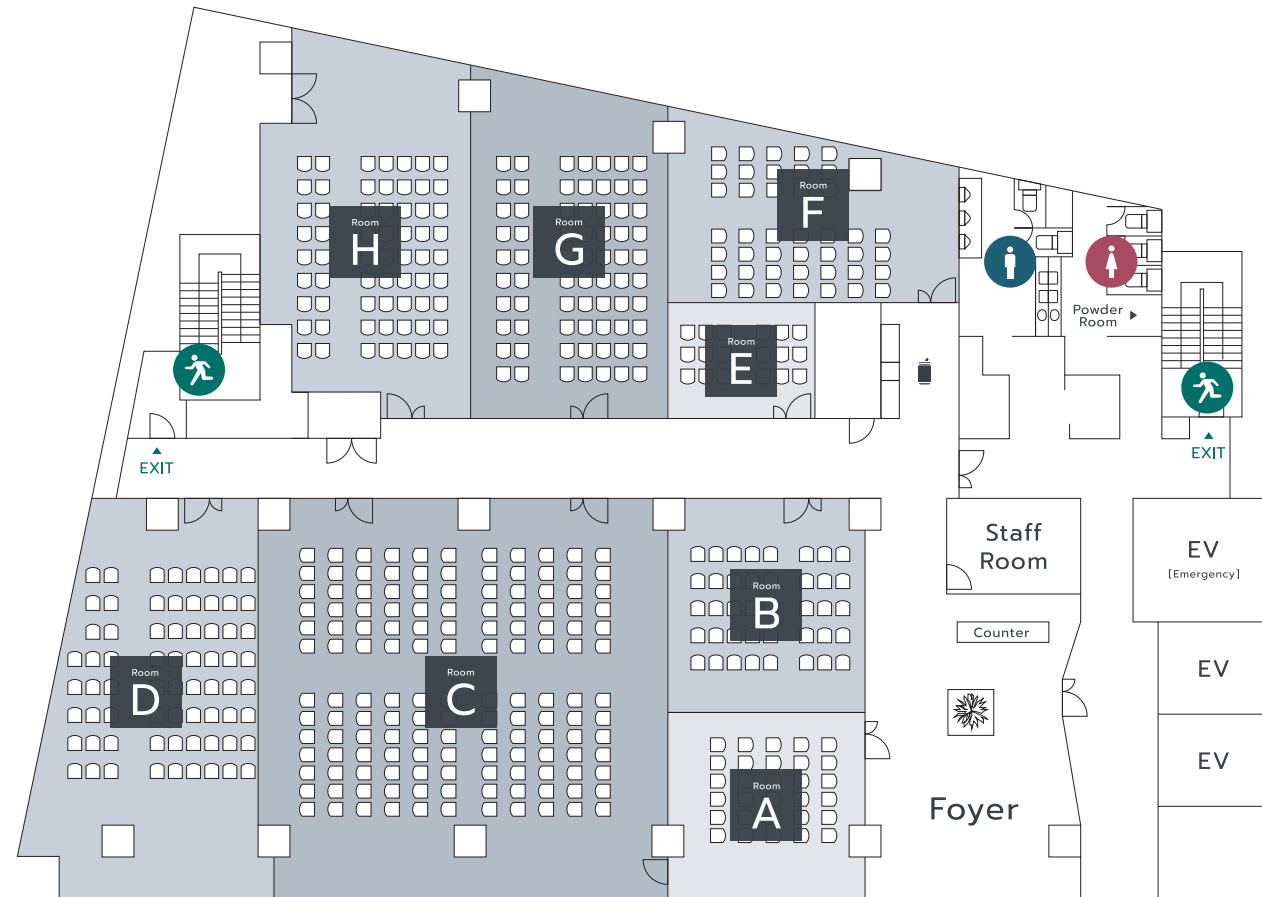 Room
H
Room
G
Room
F
Room
E
Powder
Room
EXIT
EXIT
Staff
Room
EV
[Emergency]
Room
B
Counter
Room
D
Room
C
EV
Room
A
EV
Foyer